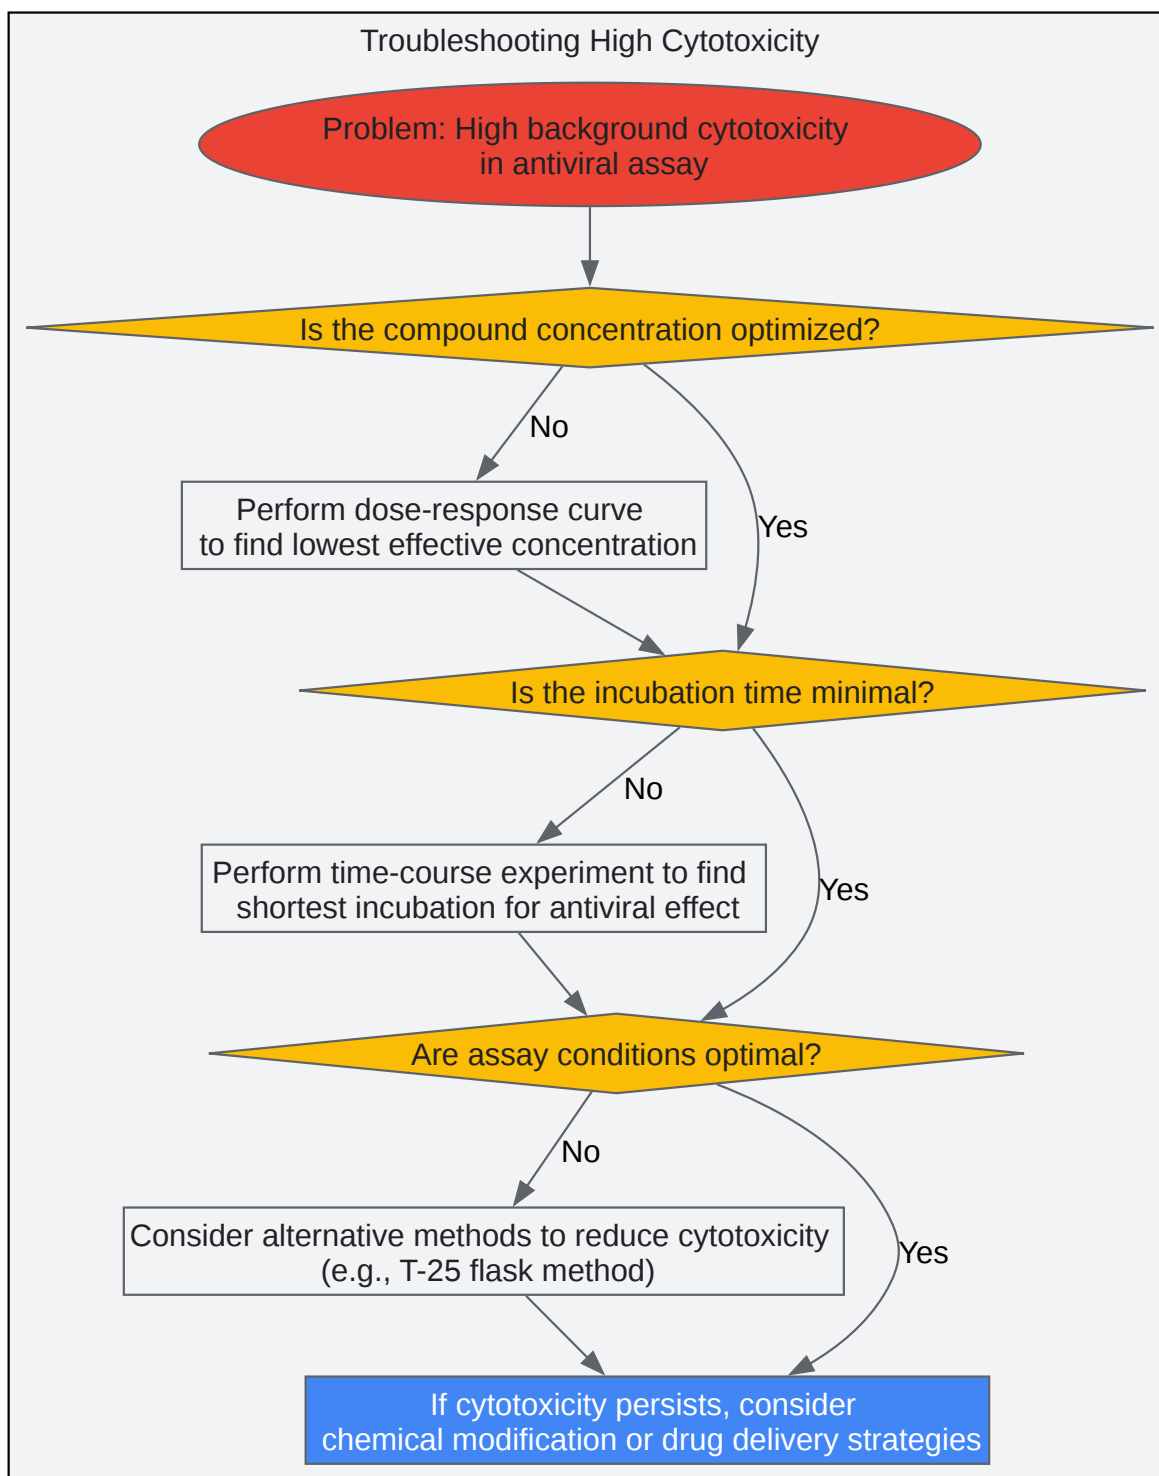 Troubleshooting High Cytotoxicity
Problem: High background cytotoxicity
in antiviral assay
Is the compound concentration optimized?
No
Perform dose-response curve
to find lowest effective concentration
Yes
Is the incubation time minimal?
No
Perform time-course experiment to find
shortest incubation for antiviral effect
Yes
Are assay conditions optimal?
No
Consider alternative methods to reduce cytotoxicity
(e.g., T-25 flask method)
Yes
If cytotoxicity persists, consider
chemical modification or drug delivery strategies